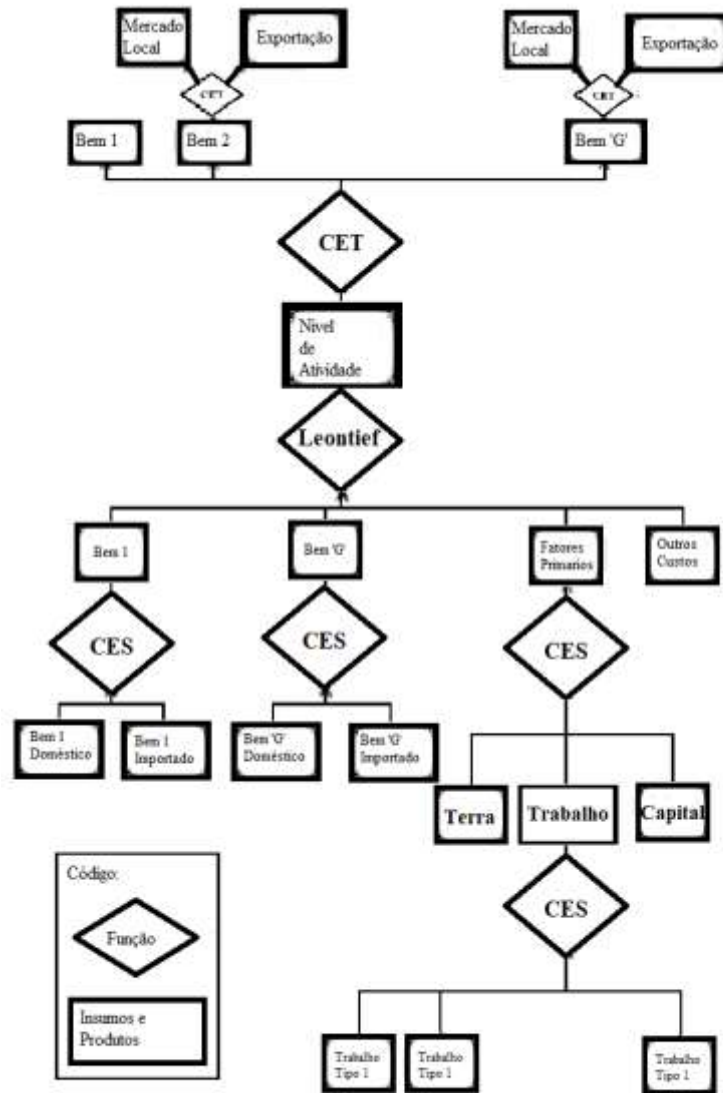 Mercado
Local
Exportação
Mercado
Local
Exportação
CET
CET
Bem 1
Bem 2
Bem 'G'
CET
Nivel
de
Atividade
Leontief
Bem 1
Bem 'G'
Fatores
Primarios
Outros
Custos
CES
CES
CES
Bem 1
Doméstico
Bem 1
Importado
Bem 'G'
Doméstico
Bem 'G'
Importado
Terra
Trabalho
Capital
Código:
Função
Insumos e
Produtos
CES
Trabalho
Tipo 1
Trabalho
Tipo 1
Trabalho
Tipo 1